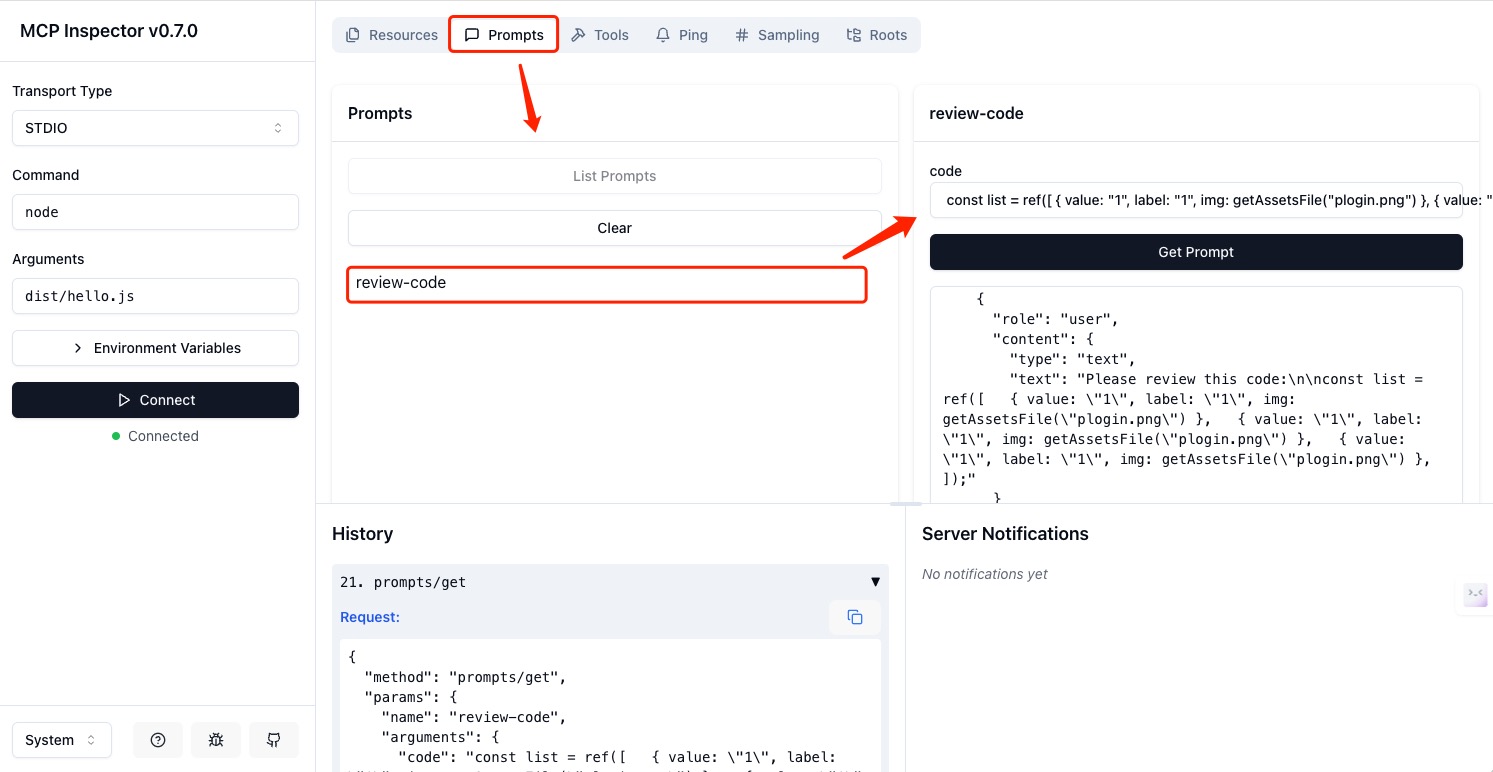 MCP Inspector v0.7.0
Transport Type
STDIO
Command
node
Arguments
dist/hello.js
Environment Variables
Connect
Connected
System
Resources
Prompts
Tools
Ping
Sampling
Roots
Prompts
List Prompts
Clear
review-code
review-code
code
const list = ref([ { value: "1", label: "1", img: getAssetsFile("plogin.png") }, { value: "
Get Prompt
{
"role": "user",
"content": {
"type": "text",
"text": "Please review this code:\n\nconst list =
ref([   { value: \"1\", label: \"1\", img:
getAssetsFile(\"plogin.png\") },   { value: \"1\", label:
\"1\", img: getAssetsFile(\"plogin.png\") },   { value:
\"1\", label: \"1\", img: getAssetsFile(\"plogin.png\") },
]);"
}
History
21. prompts/get
Request:
{
"method": "prompts/get",
"params": {
"name": "review-code",
"arguments": {
"code": "const list = ref([   { value: \"1\", label:
Server Notifications
No notifications yet